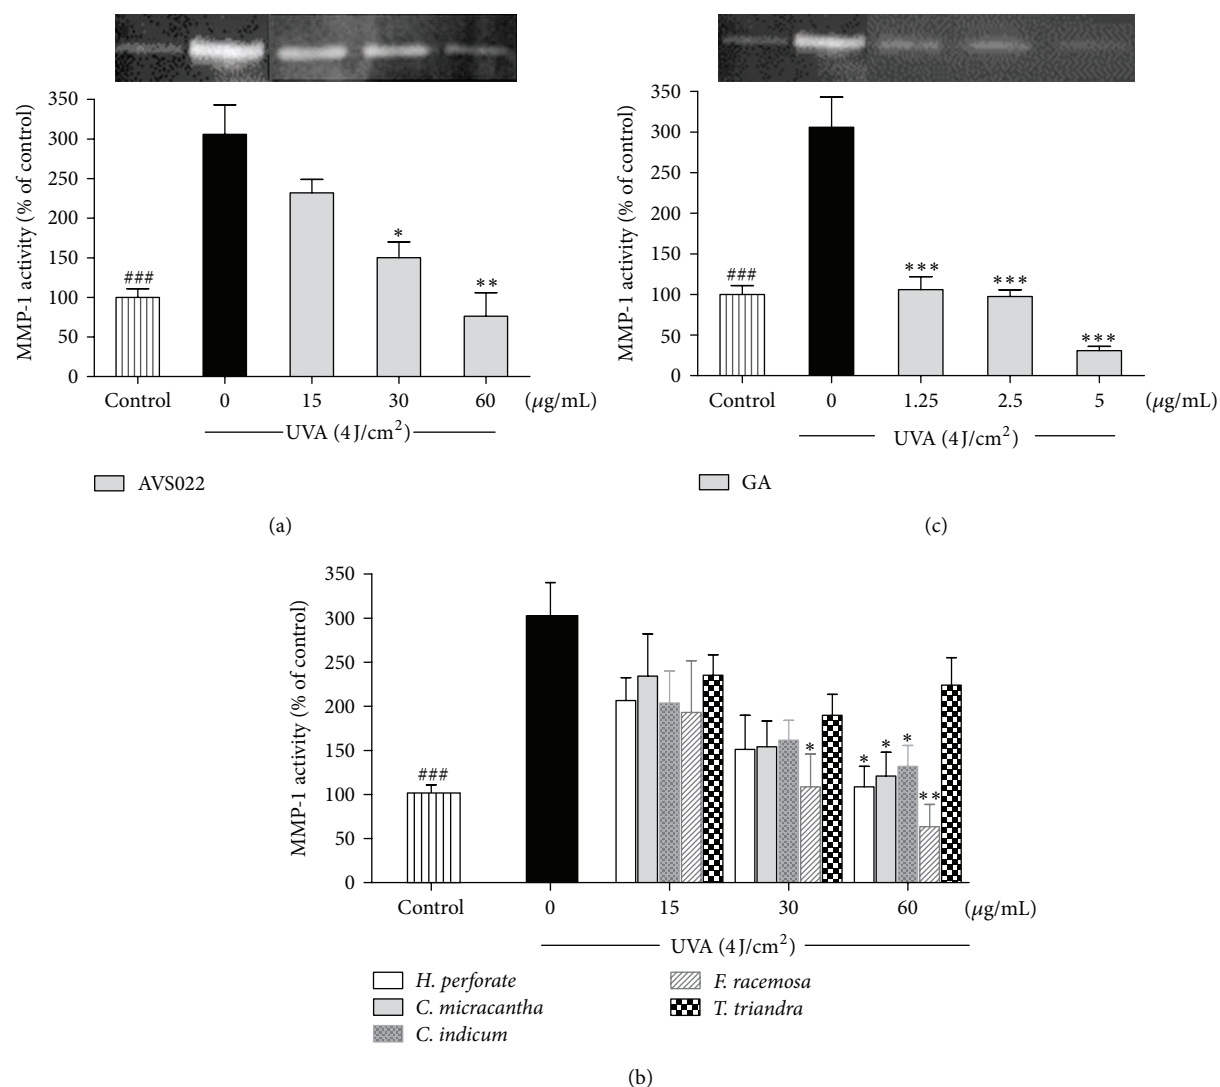 350
300
250
200
150
100
50
0
MMP-1 activity (% of control)
###
*
**
Control 0 15 30 60 (μg/mL)
UVA (4 J/cm²)
AVS022
(a)
350
300
250
200
150
100
50
0
MMP-1 activity (% of control)
###
***
***
***
Control 0 1.25 2.5 5 (μg/mL)
UVA (4 J/cm²)
GA
(c)
350
300
250
200
150
100
50
0
MMP-1 activity (% of control)
###
*
*
*
*
**
Control 0 15 30 60 (μg/mL)
UVA (4 J/cm²)
H. perforate
C. micracantha
C. indicum
F. racemosa
T. triandra
(b)